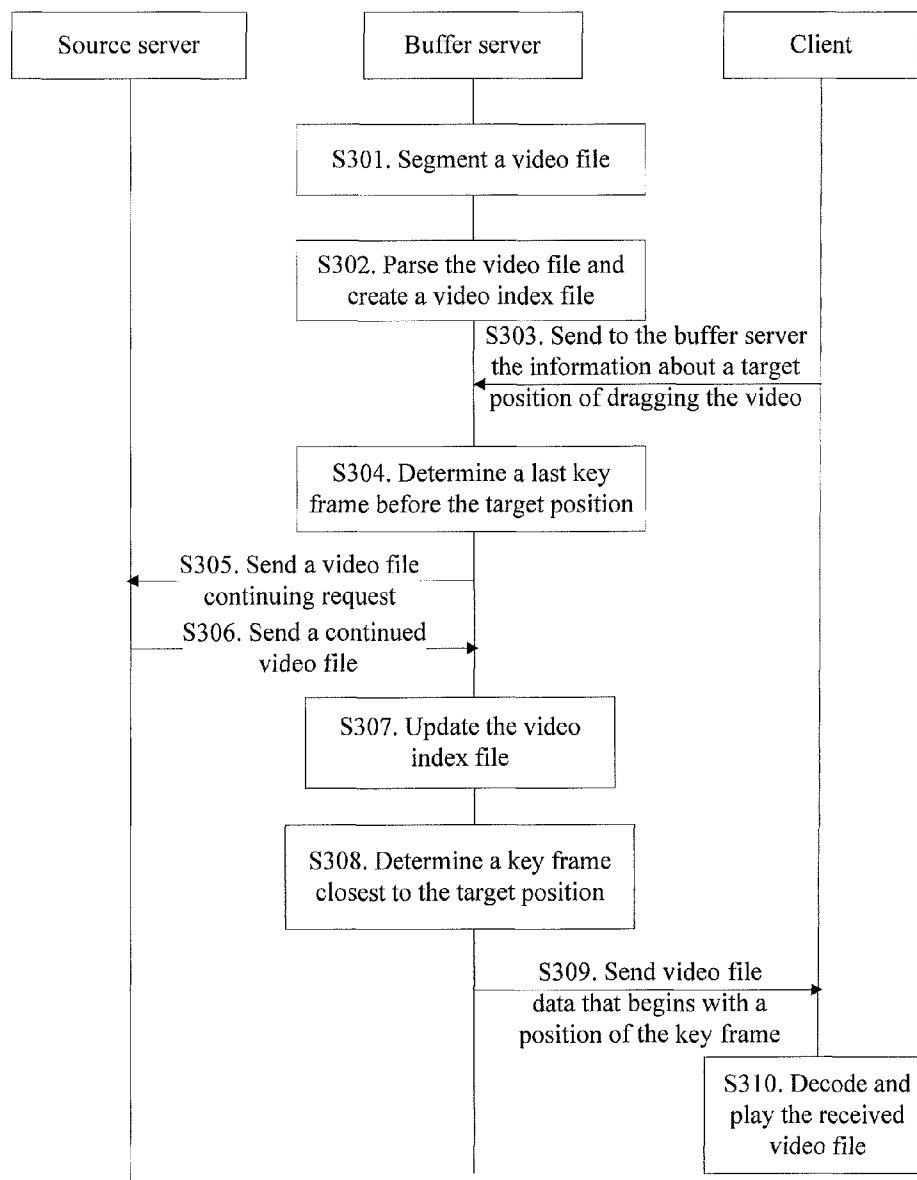 Source server
Buffer server
Client
S301. Segment a video file
S302. Parse the video file and
create a video index file
S303. Send to the buffer server
the information about a target
position of dragging the video
S304. Determine a last key
frame before the target position
S305. Send a video file
continuing request
S306. Send a continued
video file
S307. Update the video
index file
S308. Determine a key frame
closest to the target position
S309. Send video file
data that begins with a
position of the key frame
S310. Decode and
play the received
video file